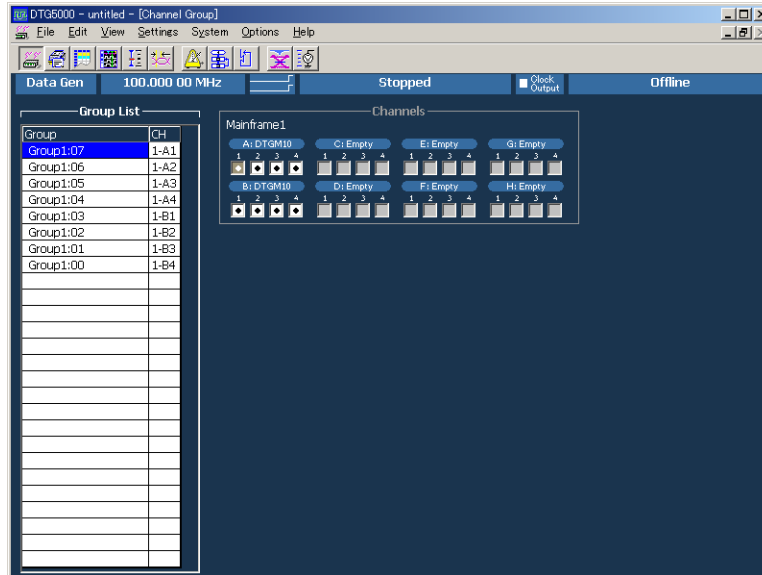 DTG5000 - untitled - [Channel Group]
File Edit View Settings System Options Help
Data Gen 100.000 00 MHz Stopped Clock Output Offline
Group List
Group CH
Group1:07 1-A1
Group1:06 1-A2
Group1:05 1-A3
Group1:04 1-A4
Group1:03 1-B1
Group1:02 1-B2
Group1:01 1-B3
Group1:00 1-B4
Channels
Mainframe1
A: DTGM10 C: Empty E: Empty G: Empty
1 2 3 4 1 2 3 4 1 2 3 4 1 2 3 4
B: DTGM10 D: Empty F: Empty H: Empty
1 2 3 4 1 2 3 4 1 2 3 4 1 2 3 4